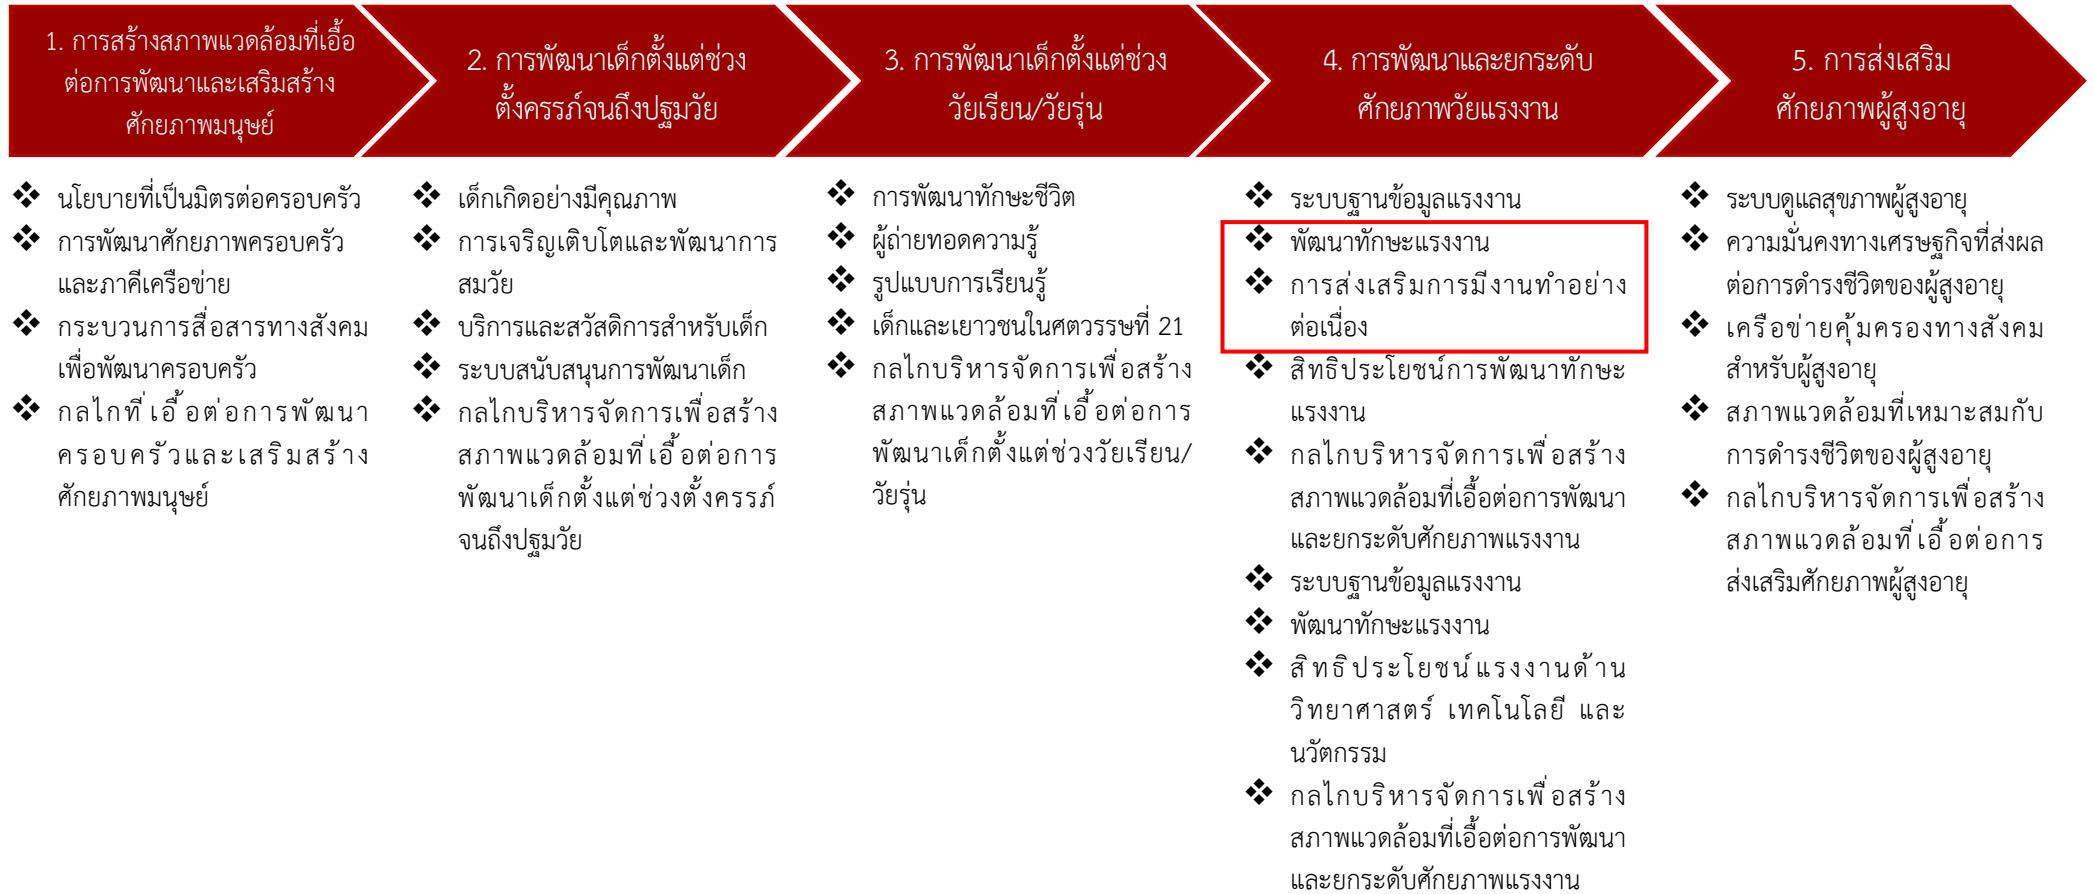 1. การสร้างสภาพแวดล้อมที่เอื้อ
ต่อการพัฒนาและเสริมสร้าง
ศักยภาพมนุษย์
2. การพัฒนาเด็กตั้งแต่ช่วง
ตั้งครรภ์จนถึงปฐมวัย
3. การพัฒนาเด็กตั้งแต่ช่วง
วัยเรียน/วัยรุ่น
4. การพัฒนาและยกระดับ
ศักยภาพวัยแรงงาน
5. การส่งเสริม
ศักยภาพผู้สูงอายุ
❖ นโยบายที่เป็นมิตรต่อครอบครัว
❖ การพัฒนาศักยภาพครอบครัว
และภาคีเครือข่าย
❖ กระบวนการสื่อสารทางสังคม
เพื่อพัฒนาครอบครัว
❖ กลไกที่เอื้อต่อการพัฒนา
ครอบครัวและเสริมสร้าง
ศักยภาพมนุษย์
❖ เด็กเกิดอย่างมีคุณภาพ
❖ การเจริญเติบโตและพัฒนาการ
สมวัย
❖ บริการและสวัสดิการสำหรับเด็ก
❖ ระบบสนับสนุนการพัฒนาเด็ก
❖ กลไกบริหารจัดการเพื่อสร้าง
สภาพแวดล้อมที่เอื้อต่อการ
พัฒนาเด็กตั้งแต่ช่วงตั้งครรภ์
จนถึงปฐมวัย
❖ การพัฒนาทักษะชีวิต
❖ ผู้ถ่ายทอดความรู้
❖ รูปแบบการเรียนรู้
❖ เด็กและเยาวชนในศตวรรษที่ 21
❖ กลไกบริหารจัดการเพื่อสร้าง
สภาพแวดล้อมที่เอื้อต่อการ
พัฒนาเด็กตั้งแต่ช่วงวัยเรียน/
วัยรุ่น
❖ ระบบฐานข้อมูลแรงงาน
❖ พัฒนาทักษะแรงงาน
❖ การส่งเสริมการมีงานทำอย่าง
ต่อเนื่อง
❖ สิทธิประโยชน์การพัฒนาทักษะ
แรงงาน
❖ กลไกบริหารจัดการเพื่อสร้าง
สภาพแวดล้อมที่เอื้อต่อการพัฒนา
และยกระดับศักยภาพแรงงาน
❖ ระบบฐานข้อมูลแรงงาน
❖ พัฒนาทักษะแรงงาน
❖ สิทธิประโยชน์แรงงานด้าน
วิทยาศาสตร์ เทคโนโลยี และ
นวัตกรรม
❖ กลไกบริหารจัดการเพื่อสร้าง
สภาพแวดล้อมที่เอื้อต่อการพัฒนา
และยกระดับศักยภาพแรงงาน
❖ ระบบดูแลสุขภาพผู้สูงอายุ
❖ ความมั่นคงทางเศรษฐกิจที่ส่งผล
ต่อการดำรงชีวิตของผู้สูงอายุ
❖ เครือข่ายคุ้มครองทางสังคม
สำหรับผู้สูงอายุ
❖ สภาพแวดล้อมที่เหมาะสมกับ
การดำรงชีวิตของผู้สูงอายุ
❖ กลไกบริหารจัดการเพื่อสร้าง
สภาพแวดล้อมที่เอื้อต่อการ
ส่งเสริมศักยภาพผู้สูงอายุ